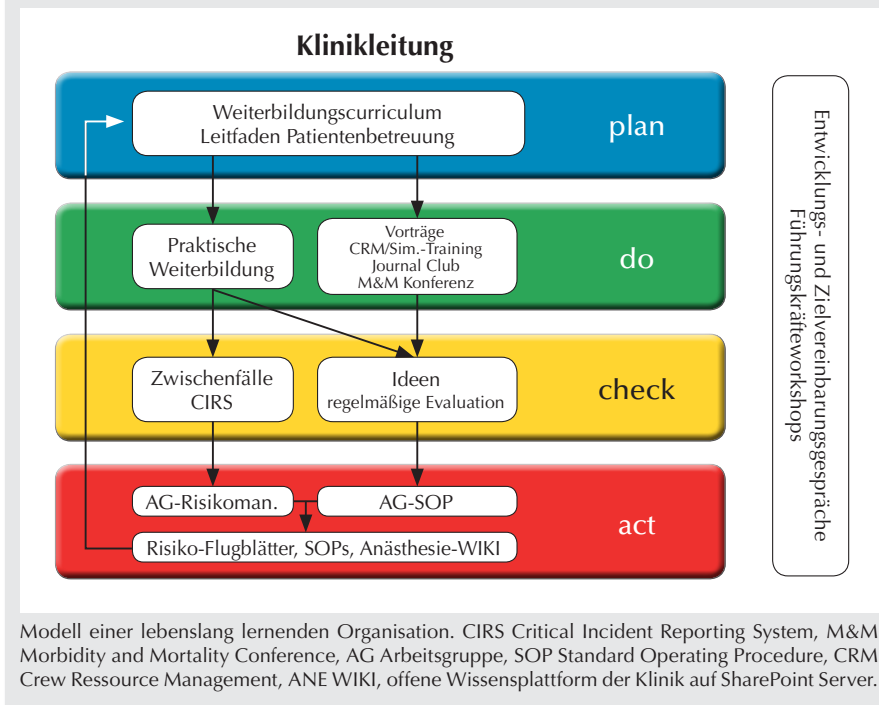 Klinikleitung
Weiterbildungscurriculum
Leitfaden Patientenbetreuung
plan
Praktische
Weiterbildung
Vorträge
CRM/Sim.-Training
Journal Club
M&M Konferenz
do
Zwischenfälle
CIRS
Ideen
regelmäßige Evaluation
check
AG-Risikoman.
AG-SOP
Risiko-Flugblätter, SOPs, Anästhesie-WIKI
act
Entwicklungs- und Zielvereinbarungsgespräche
Führungskräfteworkshops
Modell einer lebenslang lernenden Organisation. CIRS Critical Incident Reporting System, M&M
Morbidity and Mortality Conference, AG Arbeitsgruppe, SOP Standard Operating Procedure, CRM
Crew Ressource Management, ANE WIKI, offene Wissensplattform der Klinik auf SharePoint Server.